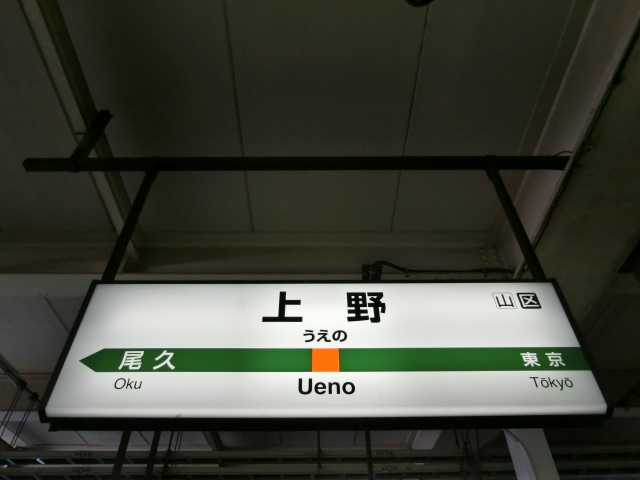 上野 山区
うえの
尾久 東京
Oku Ueno Tōkyō